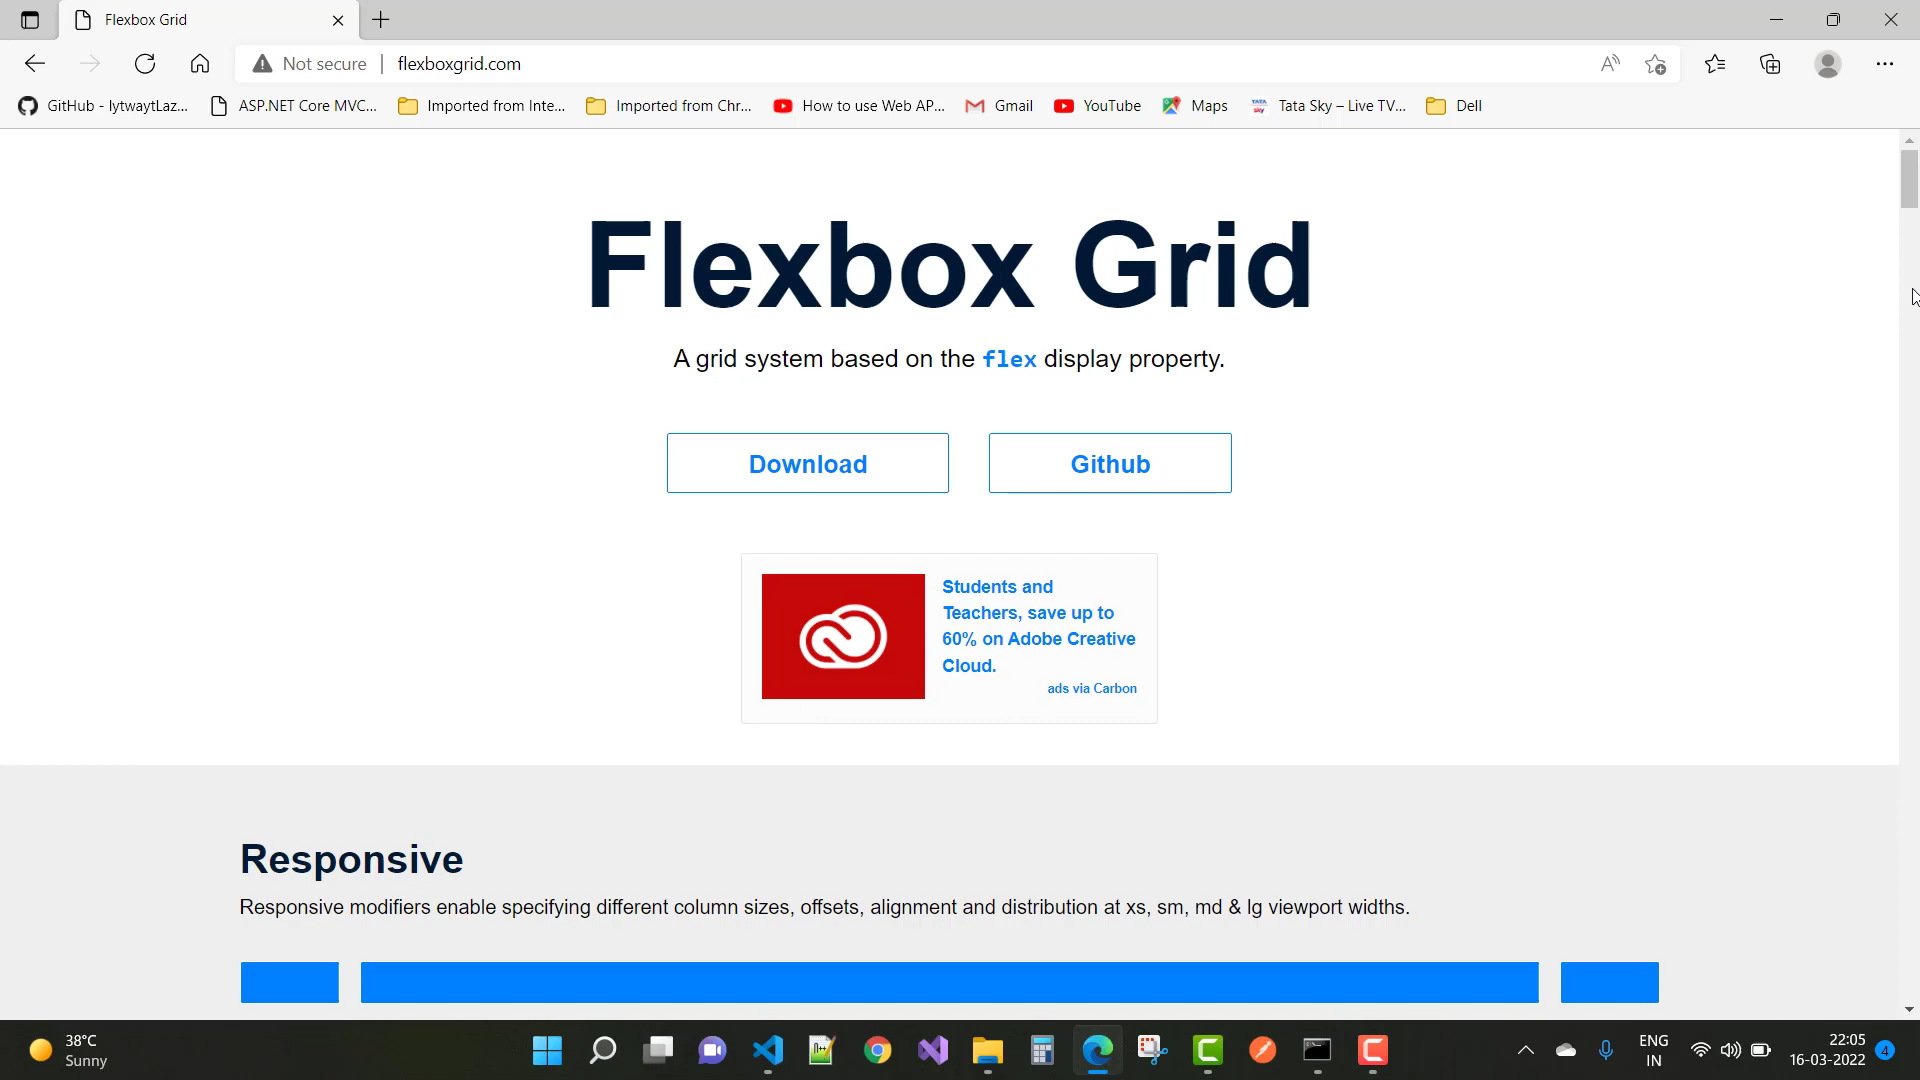 Flexbox Grid
Not secure | flexboxgrid.com
GitHub - lytwaytLaz... ASP.NET Core MVC... Imported from Inte... Imported from Chr... How to use Web AP... Gmail YouTube Maps Tata Sky – Live TV... Dell
Flexbox Grid
A grid system based on the flex display property.
Download Github
Students and
Teachers, save up to
60% on Adobe Creative
Cloud.
ads via Carbon
Responsive
Responsive modifiers enable specifying different column sizes, offsets, alignment and distribution at xs, sm, md & lg viewport widths.
38°C
Sunny
ENG
IN
22:05
16-03-2022
4